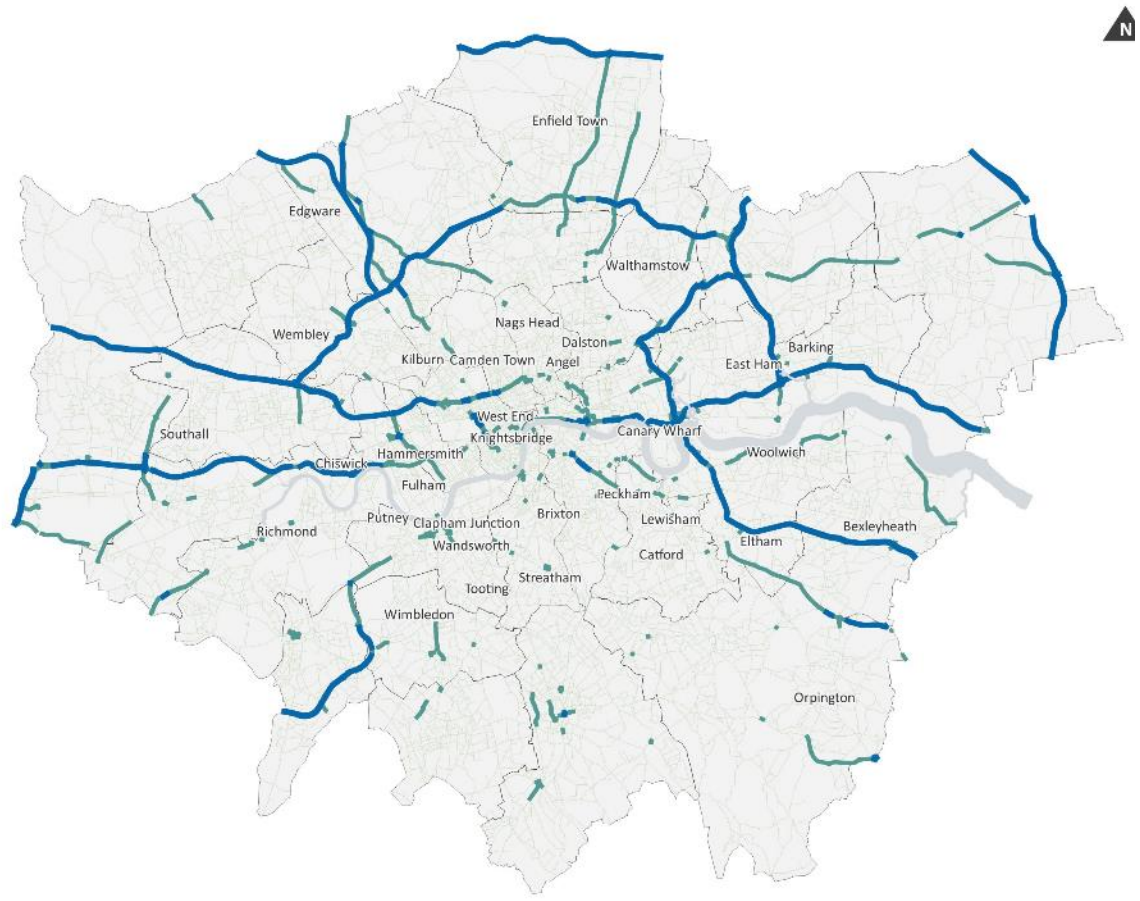 N
Enfield Town
Edgware
Walthamstow
Nags Head
Wembley
Dalston
Barking
Kilburn
Camden Town
Angel
East Ham
West End
Southall
Knightsbridge
Canary Wharf
Hammersmith
Woolwich
Chiswick
Fulham
Peckham
Putney
Brixton
Lewisham
Clapham Junction
Bexleyheath
Richmond
Wandsworth
Eltham
Catford
Streatham
Tooting
Wimbledon
Orpington